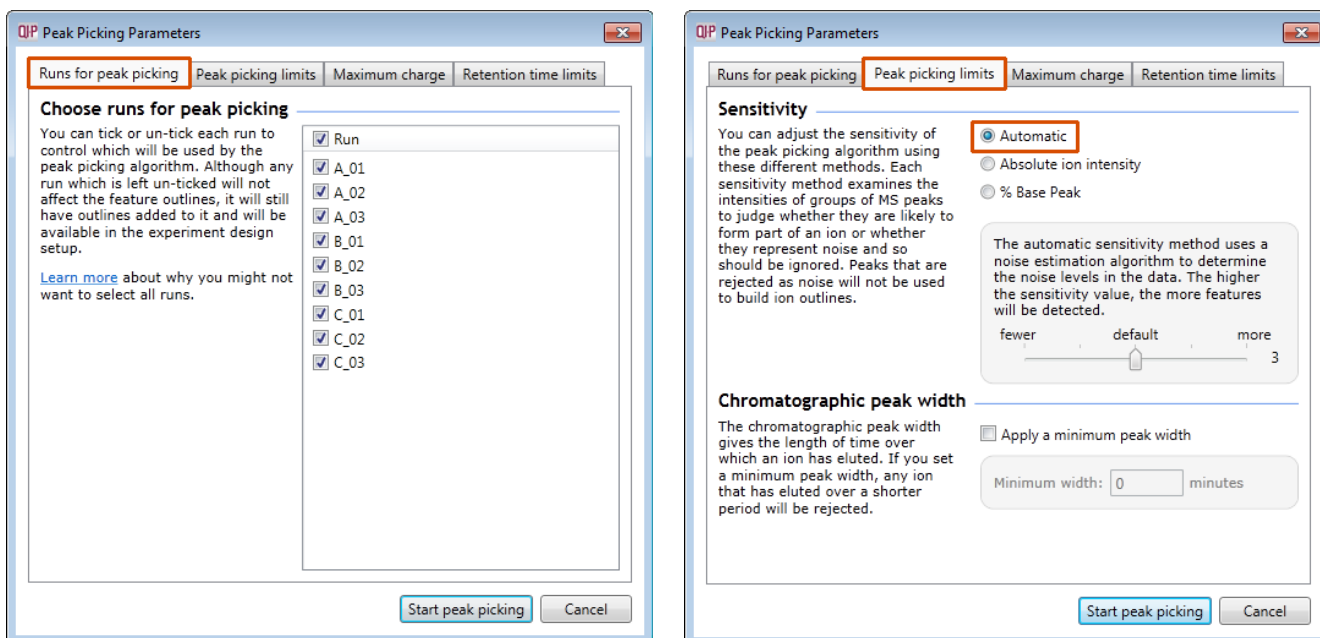 QIP Peak Picking Parameters
Runs for peak picking
Peak picking limits
Maximum charge
Retention time limits
Choose runs for peak picking
You can tick or un-tick each run to
control which will be used by the
peak picking algorithm. Although any
run which is left un-ticked will not
affect the feature outlines, it will still
have outlines added to it and will be
available in the experiment design
setup.
Learn more about why you might not
want to select all runs.
Run
A_01
A_02
A_03
B_01
B_02
B_03
C_01
C_02
C_03
Start peak picking
Cancel
QIP Peak Picking Parameters
Runs for peak picking
Peak picking limits
Maximum charge
Retention time limits
Sensitivity
You can adjust the sensitivity of
the peak picking algorithm using
these different methods. Each
sensitivity method examines the
intensities of groups of MS peaks
to judge whether they are likely to
form part of an ion or whether
they represent noise and so
should be ignored. Peaks that are
rejected as noise will not be used
to build ion outlines.
Automatic
Absolute ion intensity
% Base Peak
The automatic sensitivity method uses a
noise estimation algorithm to determine
the noise levels in the data. The higher
the sensitivity value, the more features
will be detected.
fewer default more
3
Chromatographic peak width
The chromatographic peak width
gives the length of time over
which an ion has eluted. If you set
a minimum peak width, any ion
that has eluted over a shorter
period will be rejected.
Apply a minimum peak width
Minimum width: 0 minutes
Start peak picking
Cancel